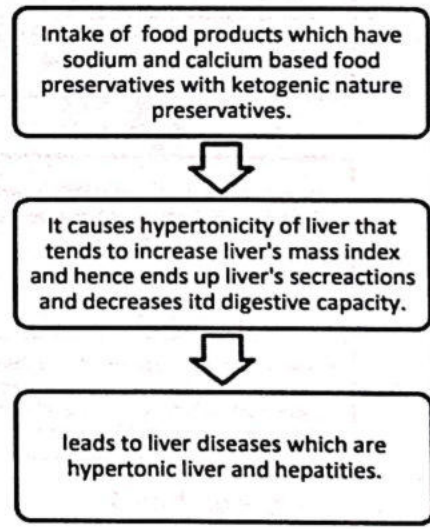 Intake of food products which have
sodium and calcium based food
preservatives with ketogenic nature
preservatives.
It causes hypertonicity of liver that
tends to increase liver's mass index
and hence ends up liver's secreactions
and decreases itd digestive capacity.
leads to liver diseases which are
hypertonic liver and hepatities.